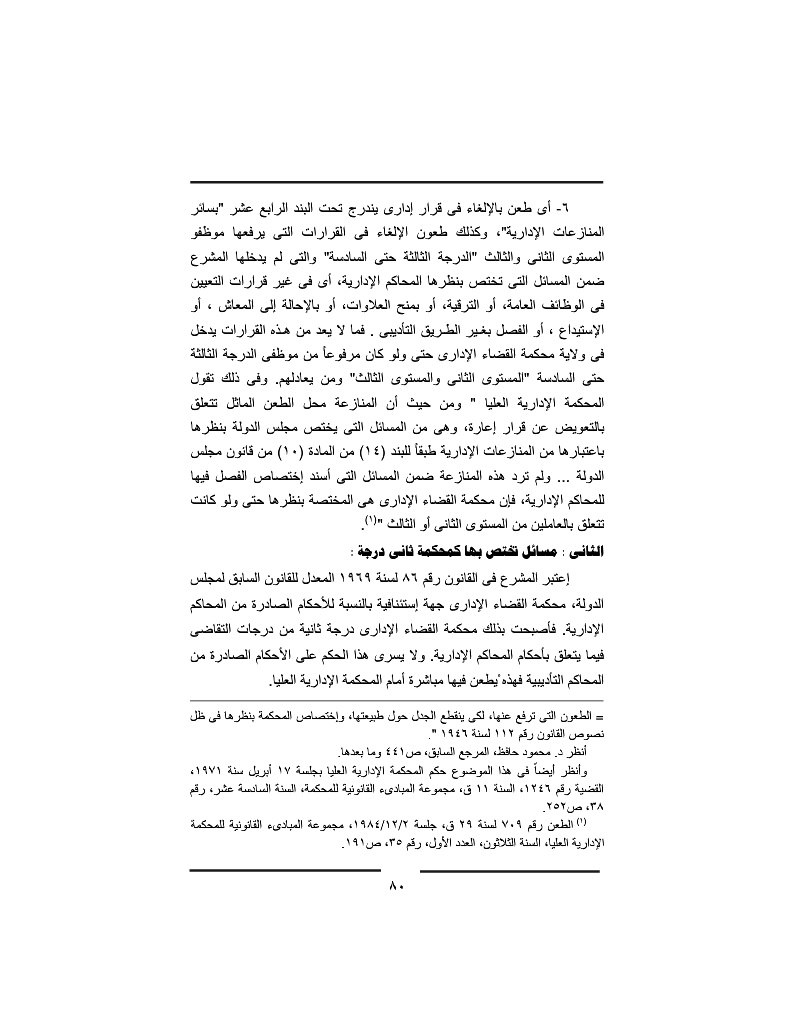 ٦- أى طعن بالإلغاء فى قرار إدارى يندرج تحت البند الرابع عشر "بسائر
المنازعات الإدارية"، وكذلك طعون الإلغاء فى القرارات التى يرفعها موظفو
المستوى الثانى والثالث "الدرجة الثالثة حتى السادسة" والتى لم يدخلها المشرع
ضمن المسائل التى تختص بنظرها المحاكم الإدارية، أى فى غير قرارات التعيين
فى الوظائف العامة، أو الترقية، أو بمنح العلاوات، أو بالإحالة إلى المعاش ، أو
الإستيداع ، أو الفصل بغير الطريق التأديبى . فما لا يعد من هذه القرارات يدخل
فى ولاية محكمة القضاء الإدارى حتى ولو كان مرفوعاً من موظفى الدرجة الثالثة
حتى السادسة "المستوى الثانى والمستوى الثالث" ومن يعادلهم. وفى ذلك تقول
المحكمة الإدارية العليا " ومن حيث أن المنازعة محل الطعن الماثل تتعلق
بالتعويض عن قرار إعارة، وهى من المسائل التى يختص مجلس الدولة بنظرها
باعتبارها من المنازعات الإدارية طبقاً للبند (١٤) من المادة (١٠) من قانون مجلس
الدولة ... ولم ترد هذه المنازعة ضمن المسائل التى أسند إختصاص الفصل فيها
للمحاكم الإدارية، فإن محكمة القضاء الإدارى هى المختصة بنظرها حتى ولو كانت
تتعلق بالعاملين من المستوى الثانى أو الثالث "(١).
الثانى : مسائل تختص بها كمحكمة ثانى درجة :
إعتبر المشرع فى القانون رقم ٨٦ لسنة ١٩٦٩ المعدل للقانون السابق لمجلس
الدولة، محكمة القضاء الإدارى جهة إستئنافية بالنسبة للأحكام الصادرة من المحاكم
الإدارية. فأصبحت بذلك محكمة القضاء الإدارى درجة ثانية من درجات التقاضى
فيما يتعلق بأحكام المحاكم الإدارية. ولا يسرى هذا الحكم على الأحكام الصادرة من
المحاكم التأديبية فهذه ُيطعن فيها مباشرة أمام المحكمة الإدارية العليا.
= الطعون التى ترفع عنها، لكى ينقطع الجدل حول طبيعتها، وإختصاص المحكمة بنظرها فى ظل
نصوص القانون رقم ١١٢ لسنة ١٩٤٦ ".
أنظر د. محمود حافظ، المرجع السابق، ص٤٤١ وما بعدها.
وأنظر أيضاً فى هذا الموضوع حكم المحكمة الإدارية العليا بجلسة ١٧ أبريل سنة ١٩٧١،
القضية رقم ١٢٤٦، السنة ١١ ق، مجموعة المبادىء القانونية للمحكمة، السنة السادسة عشر، رقم
٣٨، ص٢٥٢.
(١) الطعن رقم ٧٠٩ لسنة ٢٩ ق، جلسة ١٩٨٤/١٢/٢، مجموعة المبادىء القانونية للمحكمة
الإدارية العليا، السنة الثلاثون، العدد الأول، رقم ٣٥، ص١٩١.
٨٠